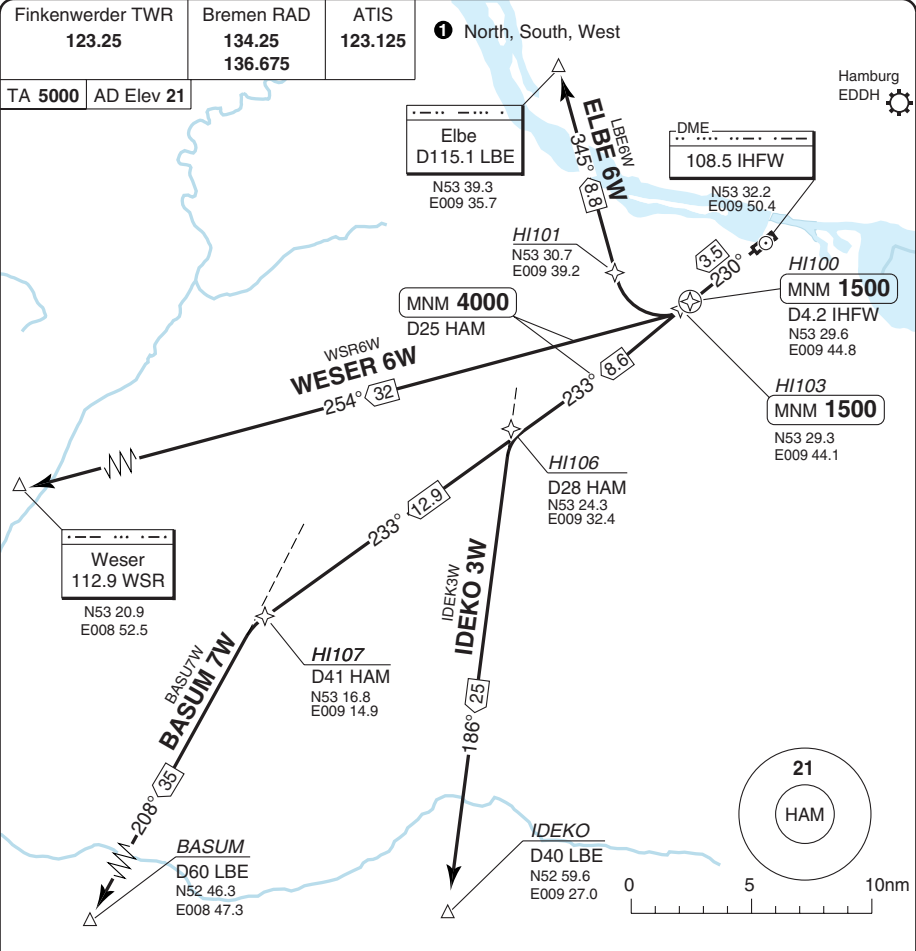 Finkenwerder TWR
123.25
Bremen RAD
134.25
136.675
ATIS
123.125
TA 5000
AD Elev 21
1 North, South, West
Hamburg
EDDH
Elbe
D115.1 LBE
N53 39.3
E009 35.7
ELBE 6W
LBE6W
345°
8.8
DME
108.5 IHFW
N53 32.2
E009 50.4
HI101
N53 30.7
E009 39.2
3.5
230°
HI100
MNM 1500
D4.2 IHFW
N53 29.6
E009 44.8
MNM 4000
D25 HAM
WSR6W
WESER 6W
254°
32
233°
8.6
HI103
MNM 1500
N53 29.3
E009 44.1
HI106
D28 HAM
N53 24.3
E009 32.4
233°
12.9
Weser
112.9 WSR
N53 20.9
E008 52.5
IDEK3W
IDEKO 3W
186°
25
HI107
D41 HAM
N53 16.8
E009 14.9
BASU7W
BASUM 7W
208°
35
BASUM
D60 LBE
N52 46.3
E008 47.3
IDEKO
D40 LBE
N52 59.6
E009 27.0
21
HAM
0
5
10nm